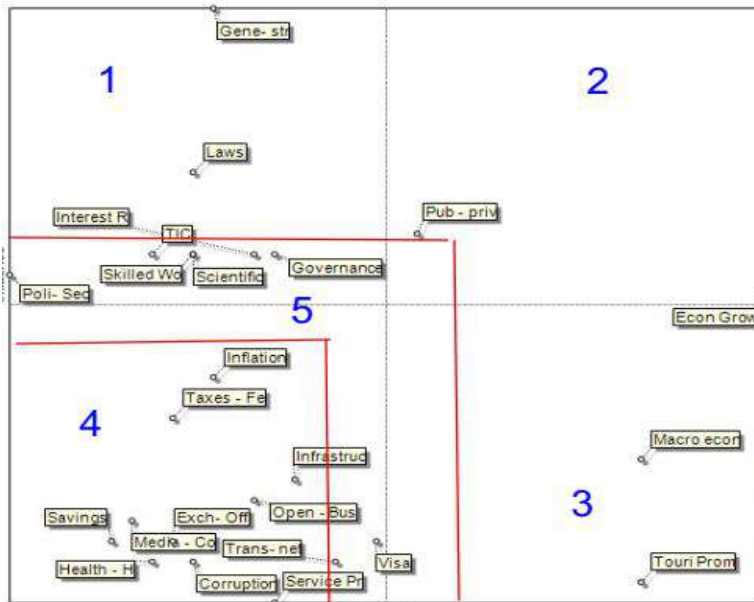 Gene- str
1
2
Laws
Interest R
TIC
Pub - priv
Skilled Wo
Scientific
Governance
Poli- Sec
5
Econ Grow
Inflation
Taxes - Fe
4
Macro econ
Infrastruc
3
Savings
Exch- Off
Open - Bus
Media - Co
Trans- net
Visa
Health - H
Corruption
Service Pr
Touri Prom